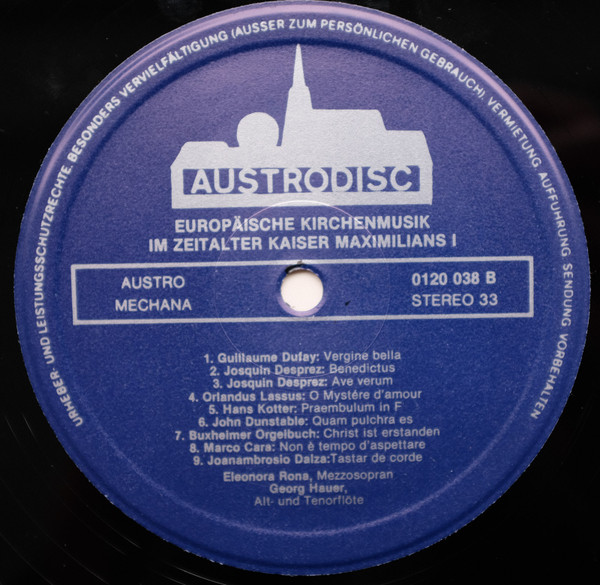 URHEBER UND LEISTUNGSSCHUTZRECHTE. BESONDERS VERVIELFÄLTIGUNG (AUSSER ZUM PERSÖNLICHEN GEBRAUCH), VERMIETUNG, AUFFÜHRUNG SENDUNG VORBEHALTEN
AUSTRODISC
EUROPÄISCHE KIRCHENMUSIK
IM ZEITALTER KAISER MAXIMILIANS I
AUSTRO
MECHANA
0120 038 B
STEREO 33
1. Guillaume Dufay: Vergine bella
2. Josquin Desprez: Benedictus
3. Josquin Desprez: Ave verum
4. Orlandus Lassus: O Mystére d'amour
5. Hans Kotter: Praembulum in F
6. John Dunstable: Quam pulchra es
7. Buxheimer Orgelbuch: Christ ist erstanden
8. Marco Cara: Non è tempo d'aspettare
9. Joanambrosio Dalza:Tastar de corde
Eleonora Rona, Mezzosopran
Georg Hauer,
Alt- und Tenorflöte